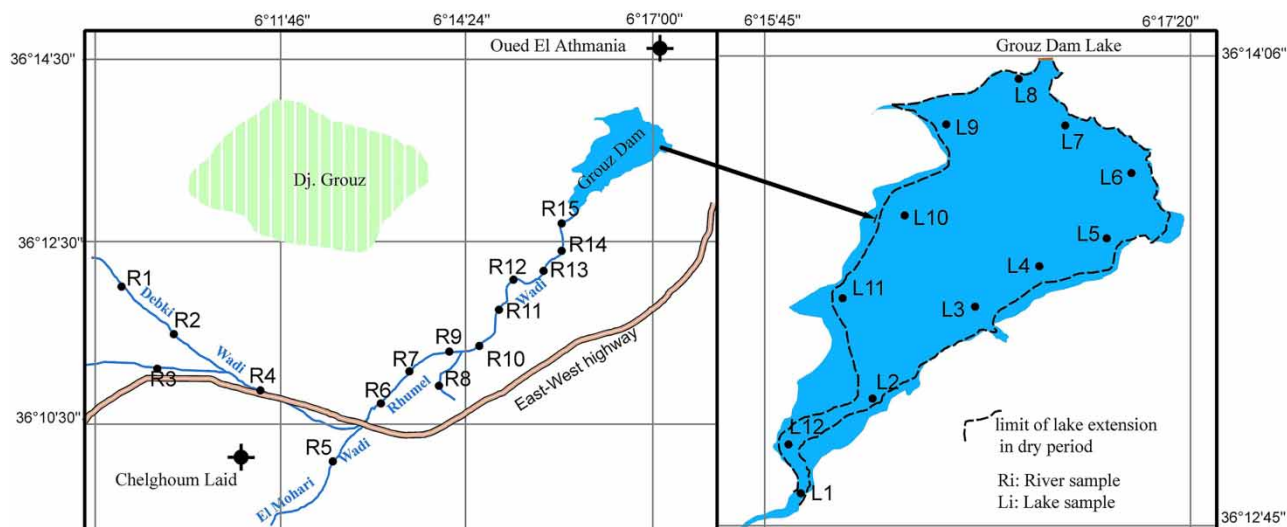 6°11'46"
6°14'24"
6°17'00"
6°15'45"
6°17'20"
36°14'30"
Oued El Athmania
Grouz Dam Lake
36°14'06"
L8
L9
L7
Dj. Grouz
Grouz Dam
L6
R15
L10
L5
36°12'30"
R14
R13
R12
L4
R1
Wadi
L11
Debki
R11
L3
R2
R9
R10
Wadi
R7
East-West highway
R3
R8
R4
L2
R6
Rhumel
36°10'30"
limit of lake extension
in dry period
L12
R5
Wadi
Chelghoum Laid
Ri: River sample
L1
Li: Lake sample
El Mohari
36°12'45"